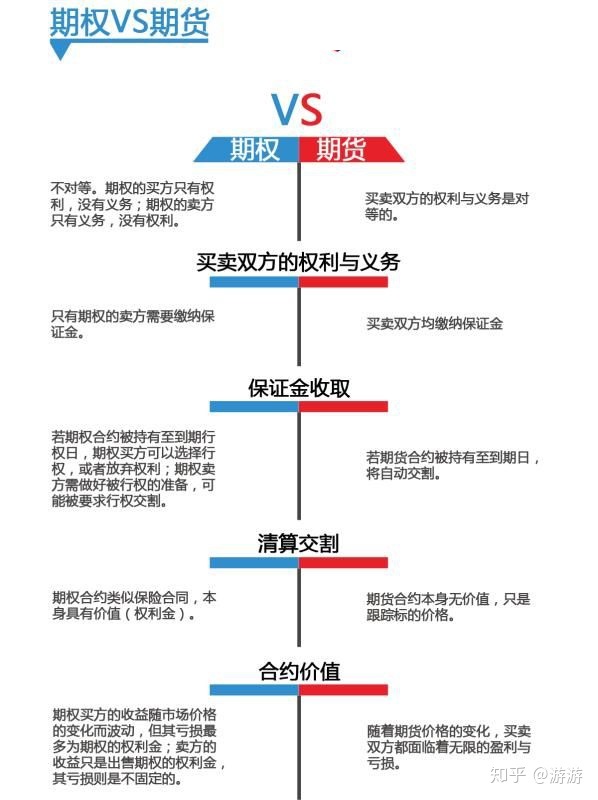 期权VS期货
VS
期权
期货
不对等。期权的买方只有权
利，没有义务；期权的卖方
只有义务，没有权利。
买卖双方的权利与义务是对
等的。
买卖双方的权利与义务
只有期权的卖方需要缴纳保
证金。
买卖双方均缴纳保证金
保证金收取
若期权合约被持有至到期行
权日，期权买方可以选择行
权，或者放弃权利；期权卖
方需做好被行权的准备，可
能被要求行权交割。
若期货合约被持有至到期日，
将自动交割。
清算交割
期权合约类似保险合同，本
身具有价值（权利金）。
期货合约本身无价值，只是
跟踪标的价格。
合约价值
期权买方的收益随市场价格
的变化而波动，但其亏损最
多为期权的权利金；卖方的
收益只是出售期权的权利金，
其亏损则是不固定的。
随着期货价格的变化，买卖
双方都面临着无限的盈利与
亏损。
知乎 @游游